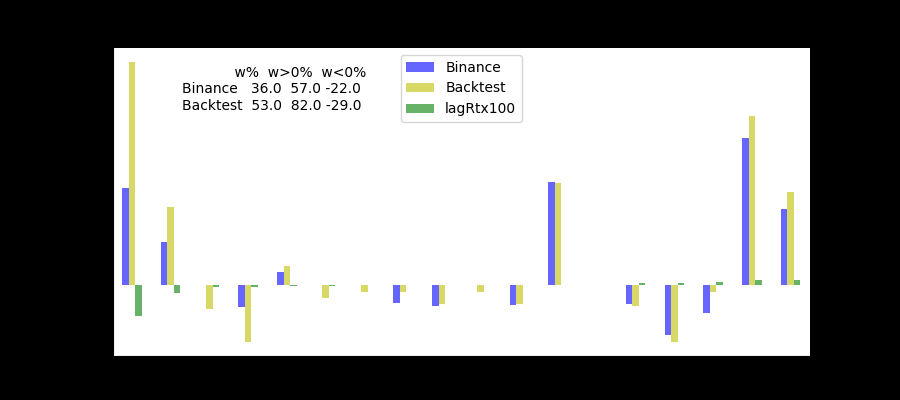 w% w>0% w<0%
Binance 36.0 57.0 -22.0
Backtest 53.0 82.0 -29.0
Binance
Backtest
lagRtx100